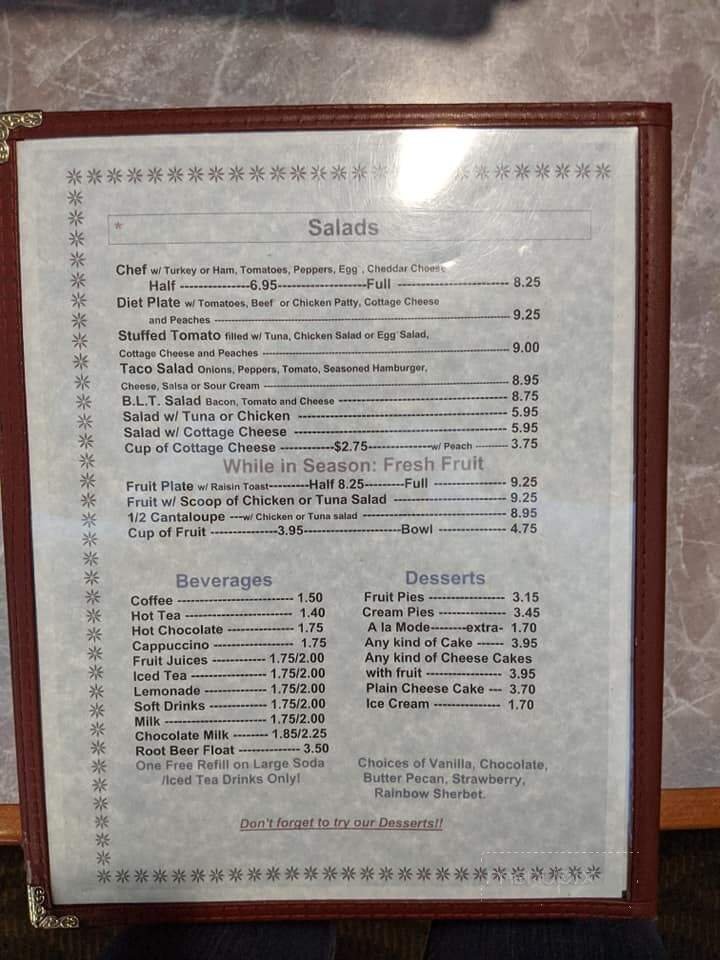 * Salads
Chef w/ Turkey or Ham, Tomatoes, Peppers, Egg*, Cheddar Cheese
Half ----------------6.95--------------------Full -------------------------- 8.25
Diet Plate w/ Tomatoes, Beef* or Chicken Patty, Cottage Cheese
and Peaches -------------------------------------------------------------- 9.25
Stuffed Tomato filled w/ Tuna, Chicken Salad or Egg*Salad,
Cottage Cheese and Peaches ---------------------------------------------- 9.00
Taco Salad Onions, Peppers, Tomato, Seasoned Hamburger,
Cheese, Salsa or Sour Cream ---------------------------------------------- 8.95
B.L.T. Salad Bacon, Tomato and Cheese -------------------------------- 8.75
Salad w/ Tuna or Chicken ---------------------------------------- 5.95
Salad w/ Cottage Cheese ---------------------------------------- 5.95
Cup of Cottage Cheese ------------$2.75--------------w/ Peach --------- 3.75
While in Season: Fresh Fruit
Fruit Plate w/ Raisin Toast---------Half 8.25---------Full ---------------- 9.25
Fruit w/ Scoop of Chicken or Tuna Salad ---------------------- 9.25
1/2 Cantaloupe ---w/ Chicken or Tuna salad ---------------------------- 8.95
Cup of Fruit ---------------3.95----------------------Bowl --------------- 4.75
Beverages
Coffee -------------------------- 1.50
Hot Tea -------------------------- 1.40
Hot Chocolate --------------- 1.75
Cappuccino ------------------- 1.75
Fruit Juices ------------ 1.75/2.00
Iced Tea ----------------- 1.75/2.00
Lemonade -------------- 1.75/2.00
Soft Drinks ------------- 1.75/2.00
Milk ----------------------- 1.75/2.00
Chocolate Milk -------- 1.85/2.25
Root Beer Float -------------- 3.50
One Free Refill on Large Soda
/Iced Tea Drinks Only!
Desserts
Fruit Pies ----------------- 3.15
Cream Pies --------------- 3.45
A la Mode--------extra- 1.70
Any kind of Cake ------ 3.95
Any kind of Cheese Cakes
with fruit ----------------- 3.95
Plain Cheese Cake --- 3.70
Ice Cream --------------- 1.70
Choices of Vanilla, Chocolate,
Butter Pecan, Strawberry,
Rainbow Sherbet.
Don't forget to try our Desserts!!